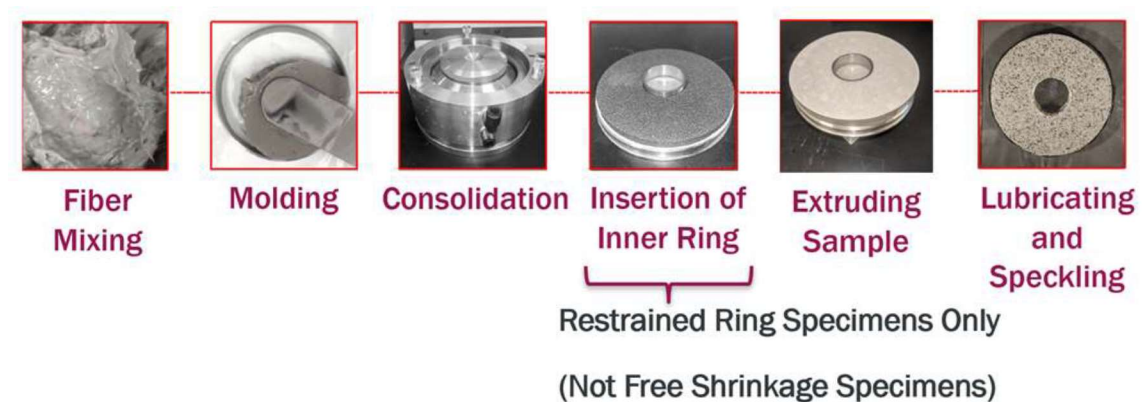 Fiber
Mixing
Molding
Consolidation
Insertion of
Inner Ring
Extruding
Sample
Lubricating
and
Speckling
Restrained Ring Specimens Only
(Not Free Shrinkage Specimens)